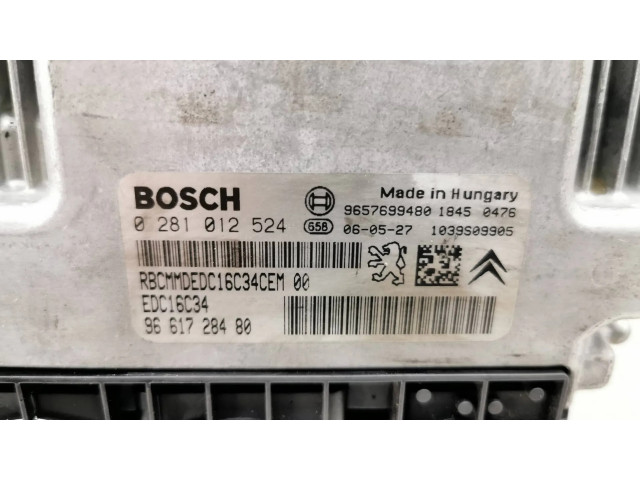 BOSCH
Made in Hungary
9657699480 1845 0476
0 281 012 524 658 06-05-27 1039S09905
RBCMMDEDC16C34CEM 00
EDC16C34
96 617 284 80